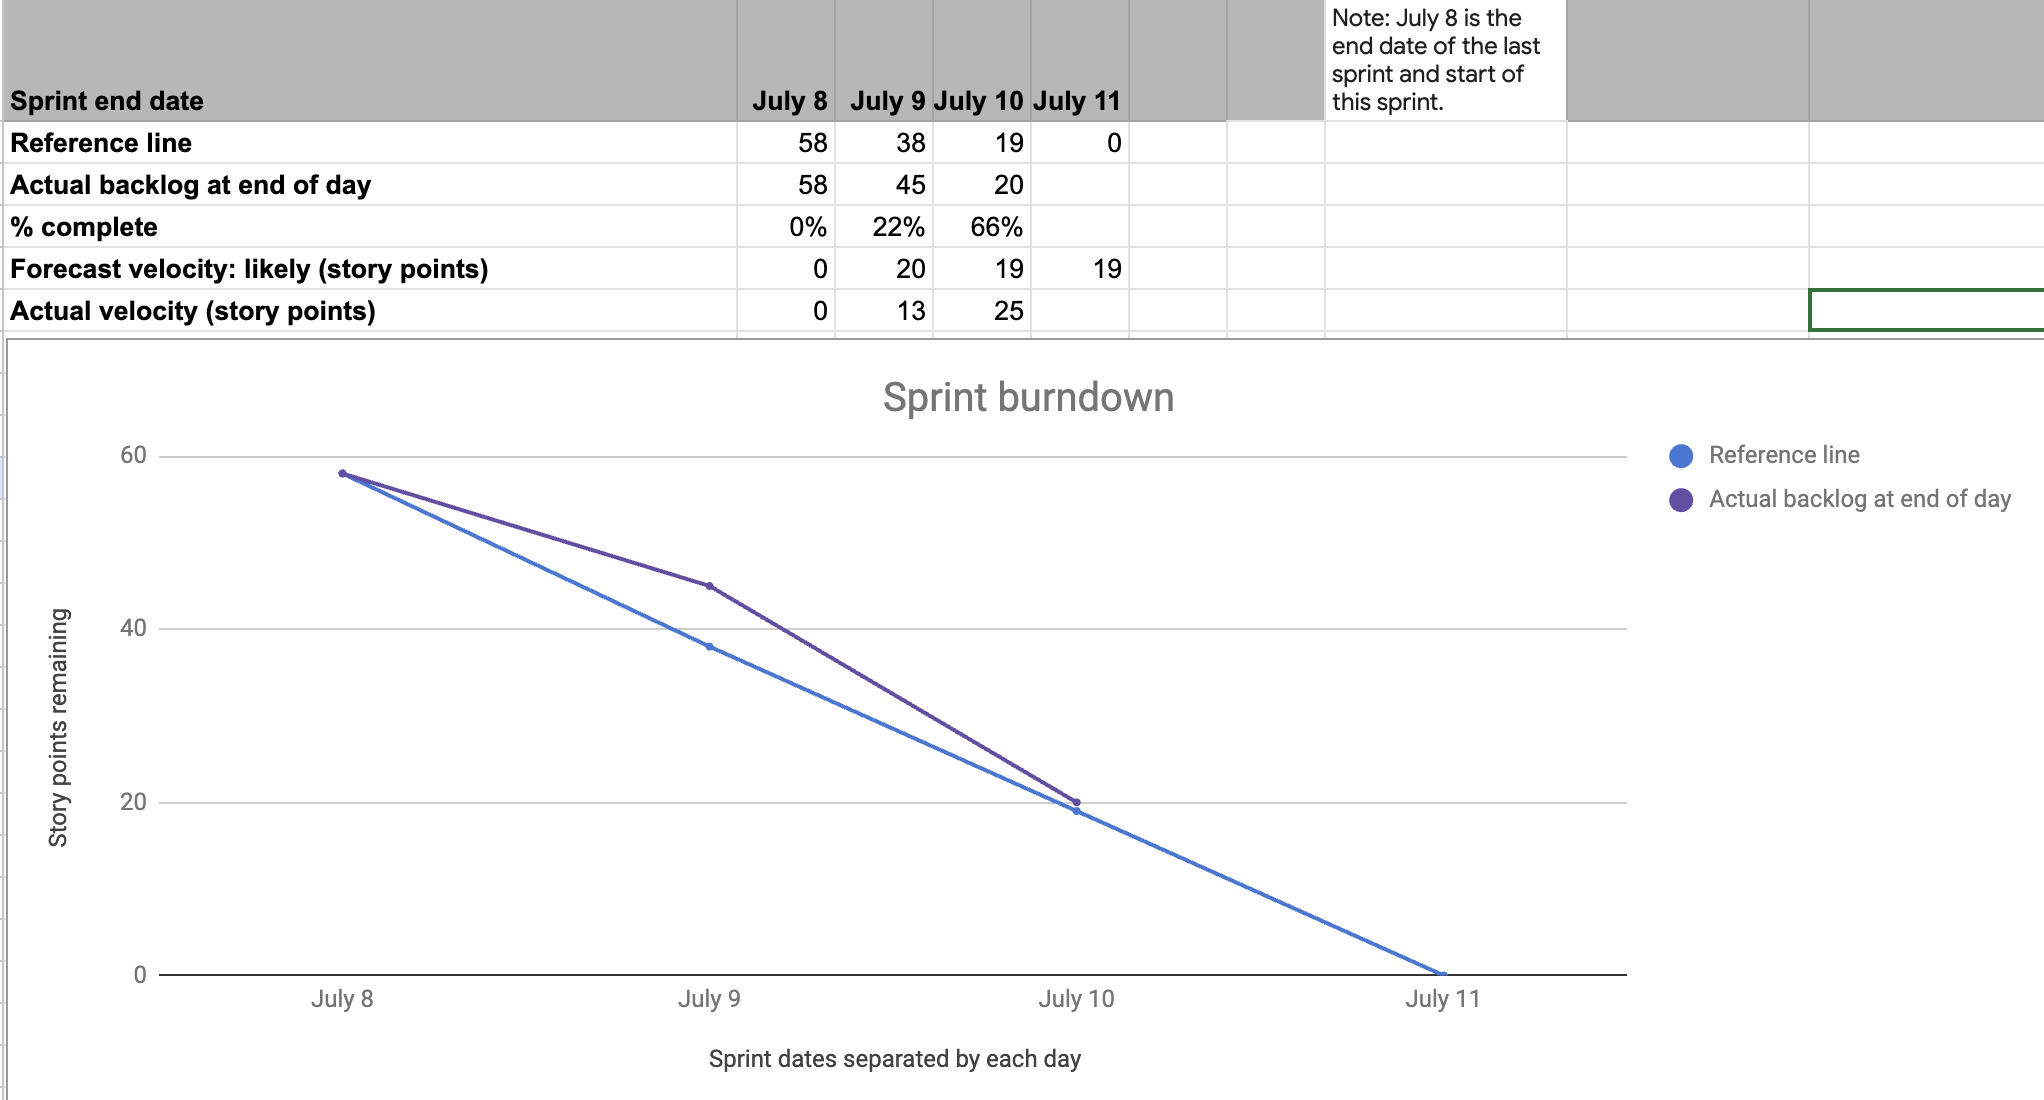 Note: July 8 is the
end date of the last
sprint and start of
this sprint.
Sprint end date July 8 July 9 July 10 July 11
Reference line 58 38 19 0
Actual backlog at end of day 58 45 20
% complete 0% 22% 66%
Forecast velocity: likely (story points) 0 20 19 19
Actual velocity (story points) 0 13 25
Sprint burndown
60
40
20
0
Story points remaining
July 8 July 9 July 10 July 11
Sprint dates separated by each day
Reference line
Actual backlog at end of day